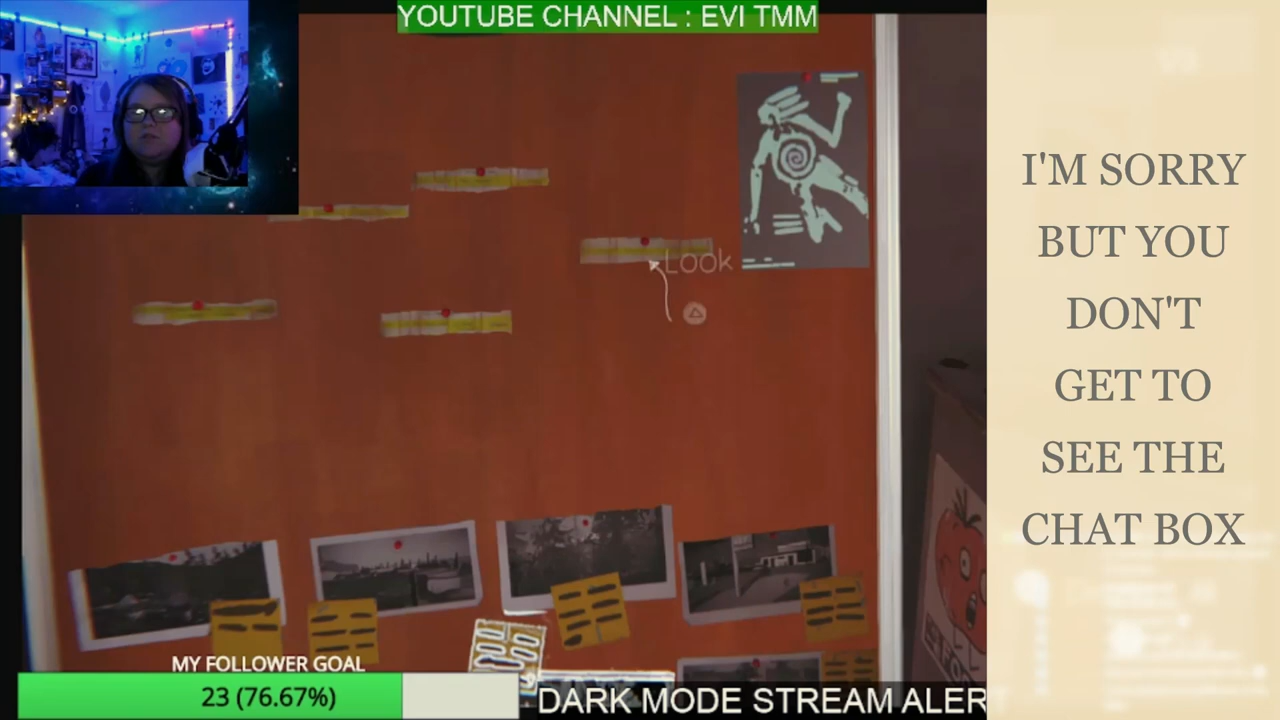 YOUTUBE CHANNEL : EVI TMM
Look
I'M SORRY
BUT YOU
DON'T
GET TO
SEE THE
CHAT BOX
MY FOLLOWER GOAL
23 (76.67%)
DARK MODE STREAM ALER